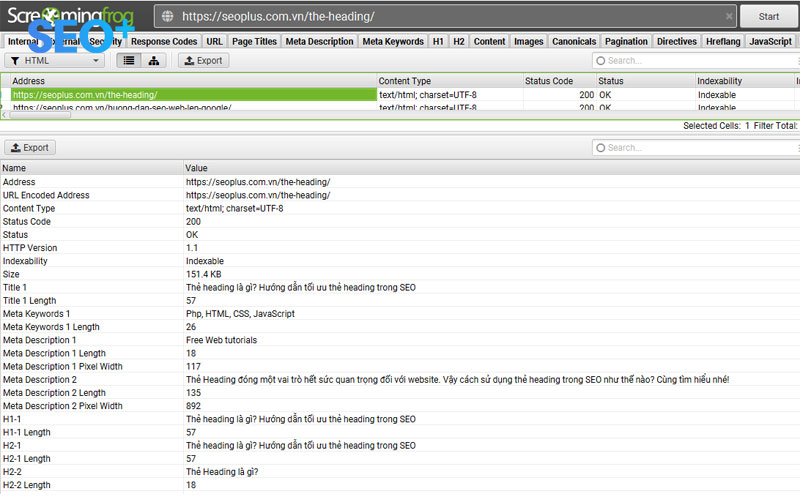 Screamingfrog
https://seoplus.com.vn/the-heading/ × Start
SEO+
Internal External Security Response Codes URL Page Titles Meta Description Meta Keywords H1 H2 Content Images Canonicals Pagination Directives Hreflang JavaScript
HTML Export Search...
Address Content Type Status Code Status Indexability
https://seoplus.com.vn/the-heading/ text/html; charset=UTF-8 200 OK Indexable
https://seoplus.com.vn/huong-dan-seo-web-len-google/ text/html; charset=UTF-8 200 OK Indexable
Selected Cells: 1 Filter Total:
Export Search...
Name Value
Address https://seoplus.com.vn/the-heading/
URL Encoded Address https://seoplus.com.vn/the-heading/
Content Type text/html; charset=UTF-8
Status Code 200
Status OK
HTTP Version 1.1
Indexability Indexable
Size 151.4 KB
Title 1 Thẻ heading là gì? Hướng dẫn tối ưu thẻ heading trong SEO
Title 1 Length 57
Meta Keywords 1 Php, HTML, CSS, JavaScript
Meta Keywords 1 Length 26
Meta Description 1 Free Web tutorials
Meta Description 1 Length 18
Meta Description 1 Pixel Width 117
Meta Description 2 Thẻ Heading đóng một vai trò hết sức quan trọng đối với website. Vậy cách sử dụng thẻ heading trong SEO như thế nào? Cùng tìm hiểu nhé!
Meta Description 2 Length 135
Meta Description 2 Pixel Width 892
H1-1 Thẻ heading là gì? Hướng dẫn tối ưu thẻ heading trong SEO
H1-1 Length 57
H2-1 Thẻ heading là gì? Hướng dẫn tối ưu thẻ heading trong SEO
H2-1 Length 57
H2-2 Thẻ Heading là gì?
H2-2 Length 18